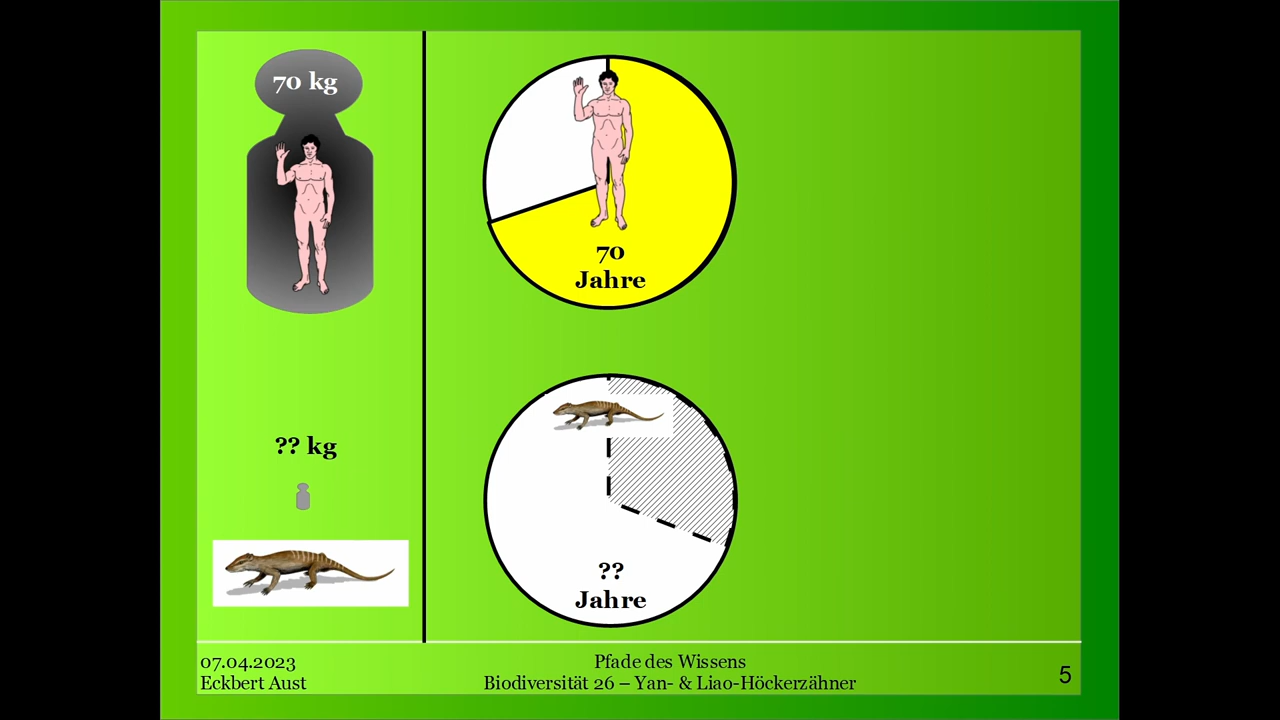 70 kg
70
Jahre
?? kg
??
Jahre
07.04.2023
Eckbert Aust
Pfade des Wissens
Biodiversität 26 – Yan- & Liao-Höckerzähner
5